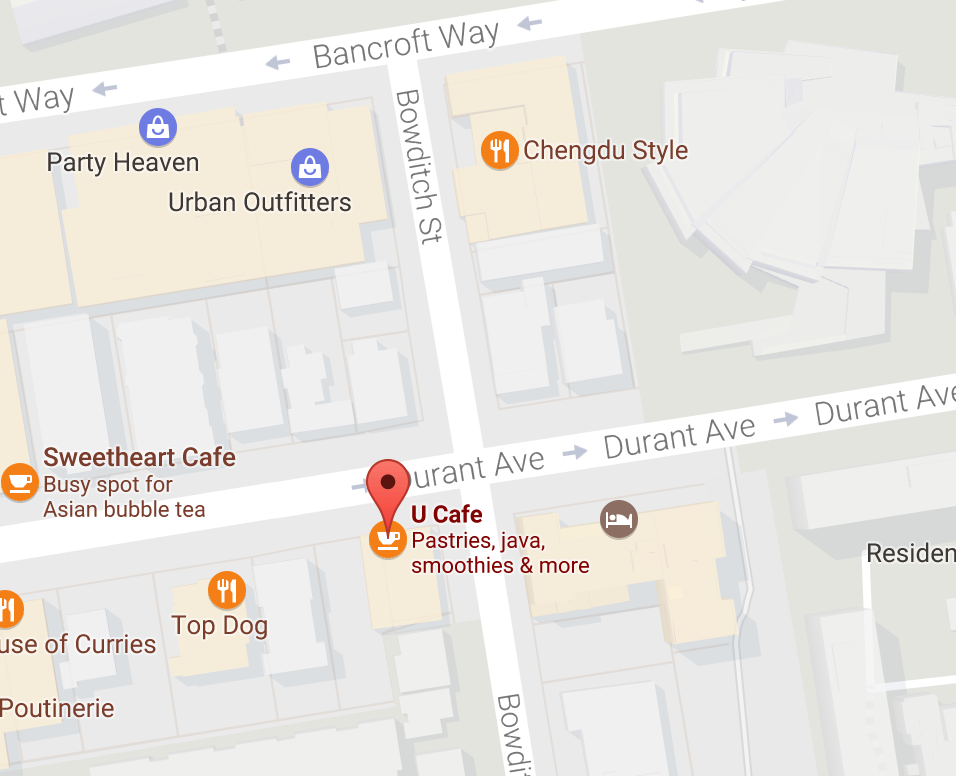 Bancroft Way
t Way
Bowditch St
Party Heaven
Urban Outfitters
Chengdu Style
Durant Ave
Durant Ave
urant Ave
Sweetheart Cafe
Busy spot for
Asian bubble tea
U Cafe
Pastries, java,
smoothies & more
Residen
Top Dog
use of Curries
Poutinerie
Bowdit